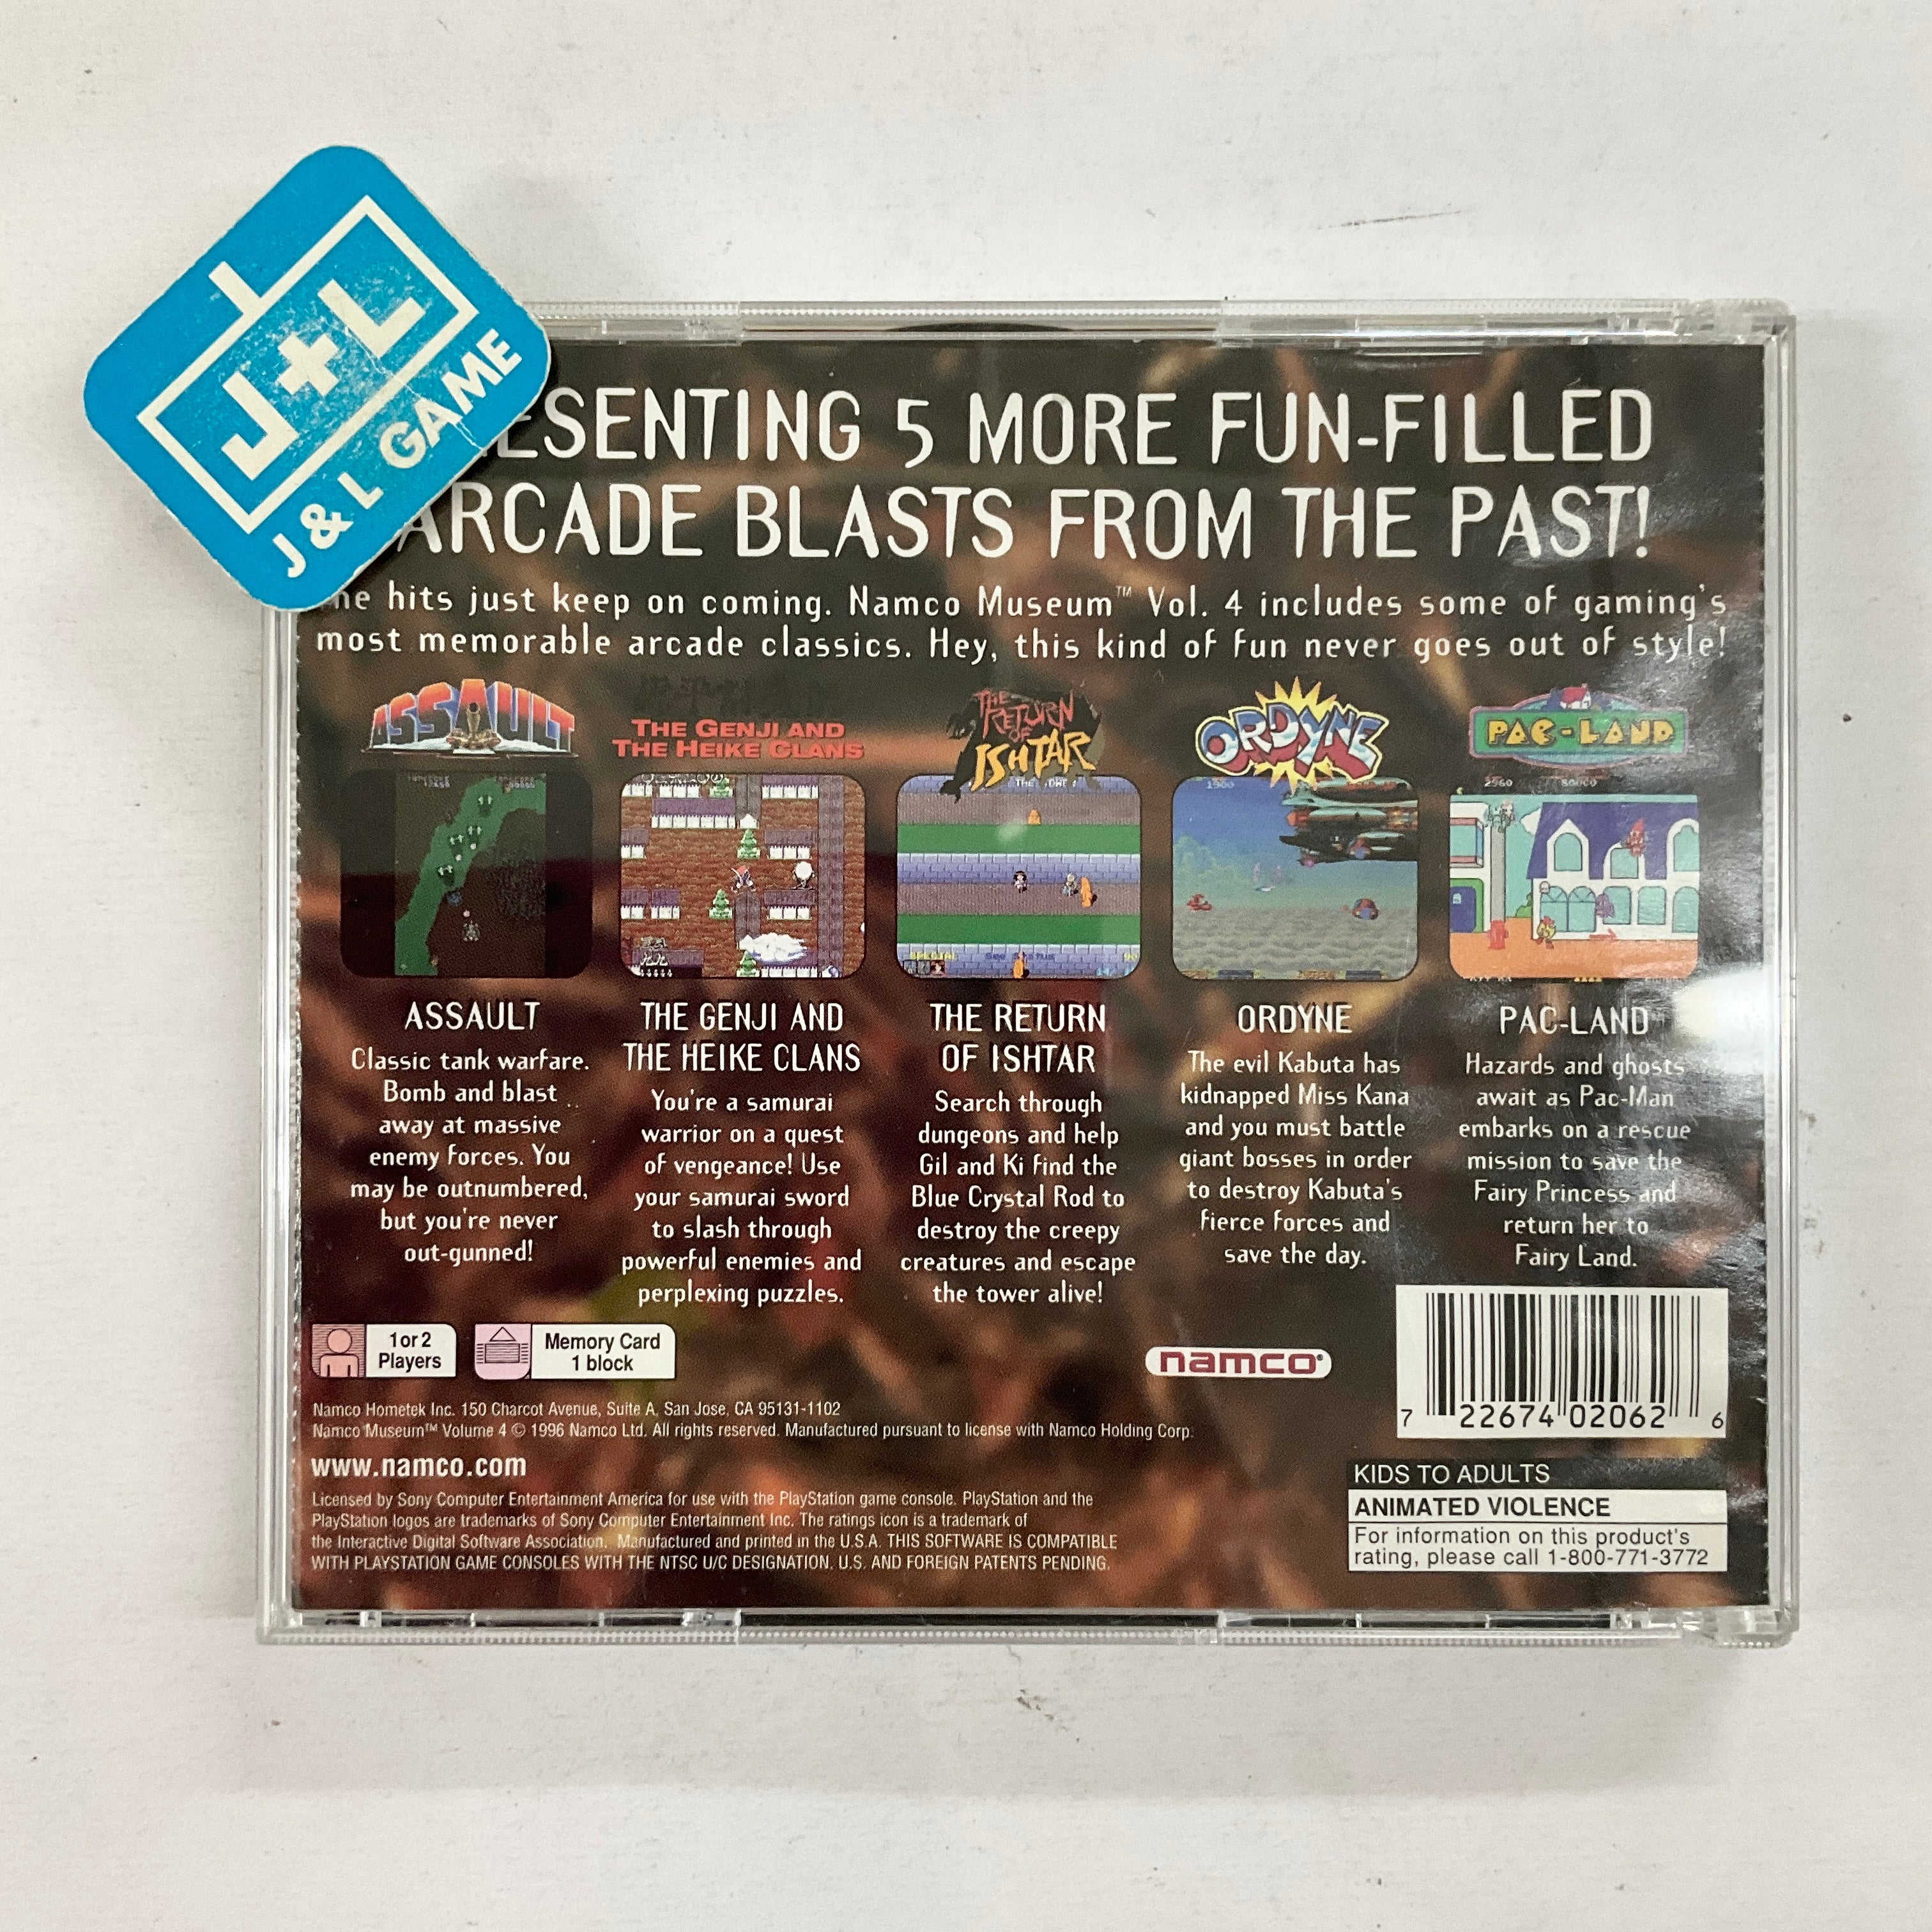 J+L
J & L GAME
ESENTING 5 MORE FUN-FILLED
ARCADE BLASTS FROM THE PAST!
he hits just keep on coming. Namco Museum™ Vol. 4 includes some of gaming's
most memorable arcade classics. Hey, this kind of fun never goes out of style!
ASSAULT
THE GENJI AND
THE HEIKE CLANS
THE RETURN OF ISHTAR
ORDYNE
PAC-LAND
ASSAULT
Classic tank warfare.
Bomb and blast
away at massive
enemy forces. You
may be outnumbered,
but you're never
out-gunned!
THE GENJI AND
THE HEIKE CLANS
You're a samurai
warrior on a quest
of vengeance! Use
your samurai sword
to slash through
powerful enemies and
perplexing puzzles.
THE RETURN
OF ISHTAR
Search through
dungeons and help
Gil and Ki find the
Blue Crystal Rod to
destroy the creepy
creatures and escape
the tower alive!
ORDYNE
The evil Kabuta has
kidnapped Miss Kana
and you must battle
giant bosses in order
to destroy Kabuta's
fierce forces and
save the day.
PAC-LAND
Hazards and ghosts
await as Pac-Man
embarks on a rescue
mission to save the
Fairy Princess and
return her to
Fairy Land.
1 or 2
Players
Memory Card
1 block
namco®
7 22674 02062 6
Namco Hometek Inc. 150 Charcot Avenue, Suite A, San Jose, CA 95131-1102
Namco Museum™ Volume 4 © 1996 Namco Ltd. All rights reserved. Manufactured pursuant to license with Namco Holding Corp.
www.namco.com
Licensed by Sony Computer Entertainment America for use with the PlayStation game console. PlayStation and the
PlayStation logos are trademarks of Sony Computer Entertainment Inc. The ratings icon is a trademark of
the Interactive Digital Software Association. Manufactured and printed in the U.S.A. THIS SOFTWARE IS COMPATIBLE
WITH PLAYSTATION GAME CONSOLES WITH THE NTSC U/C DESIGNATION. U.S. AND FOREIGN PATENTS PENDING.
KIDS TO ADULTS
ANIMATED VIOLENCE
For information on this product's
rating, please call 1-800-771-3772